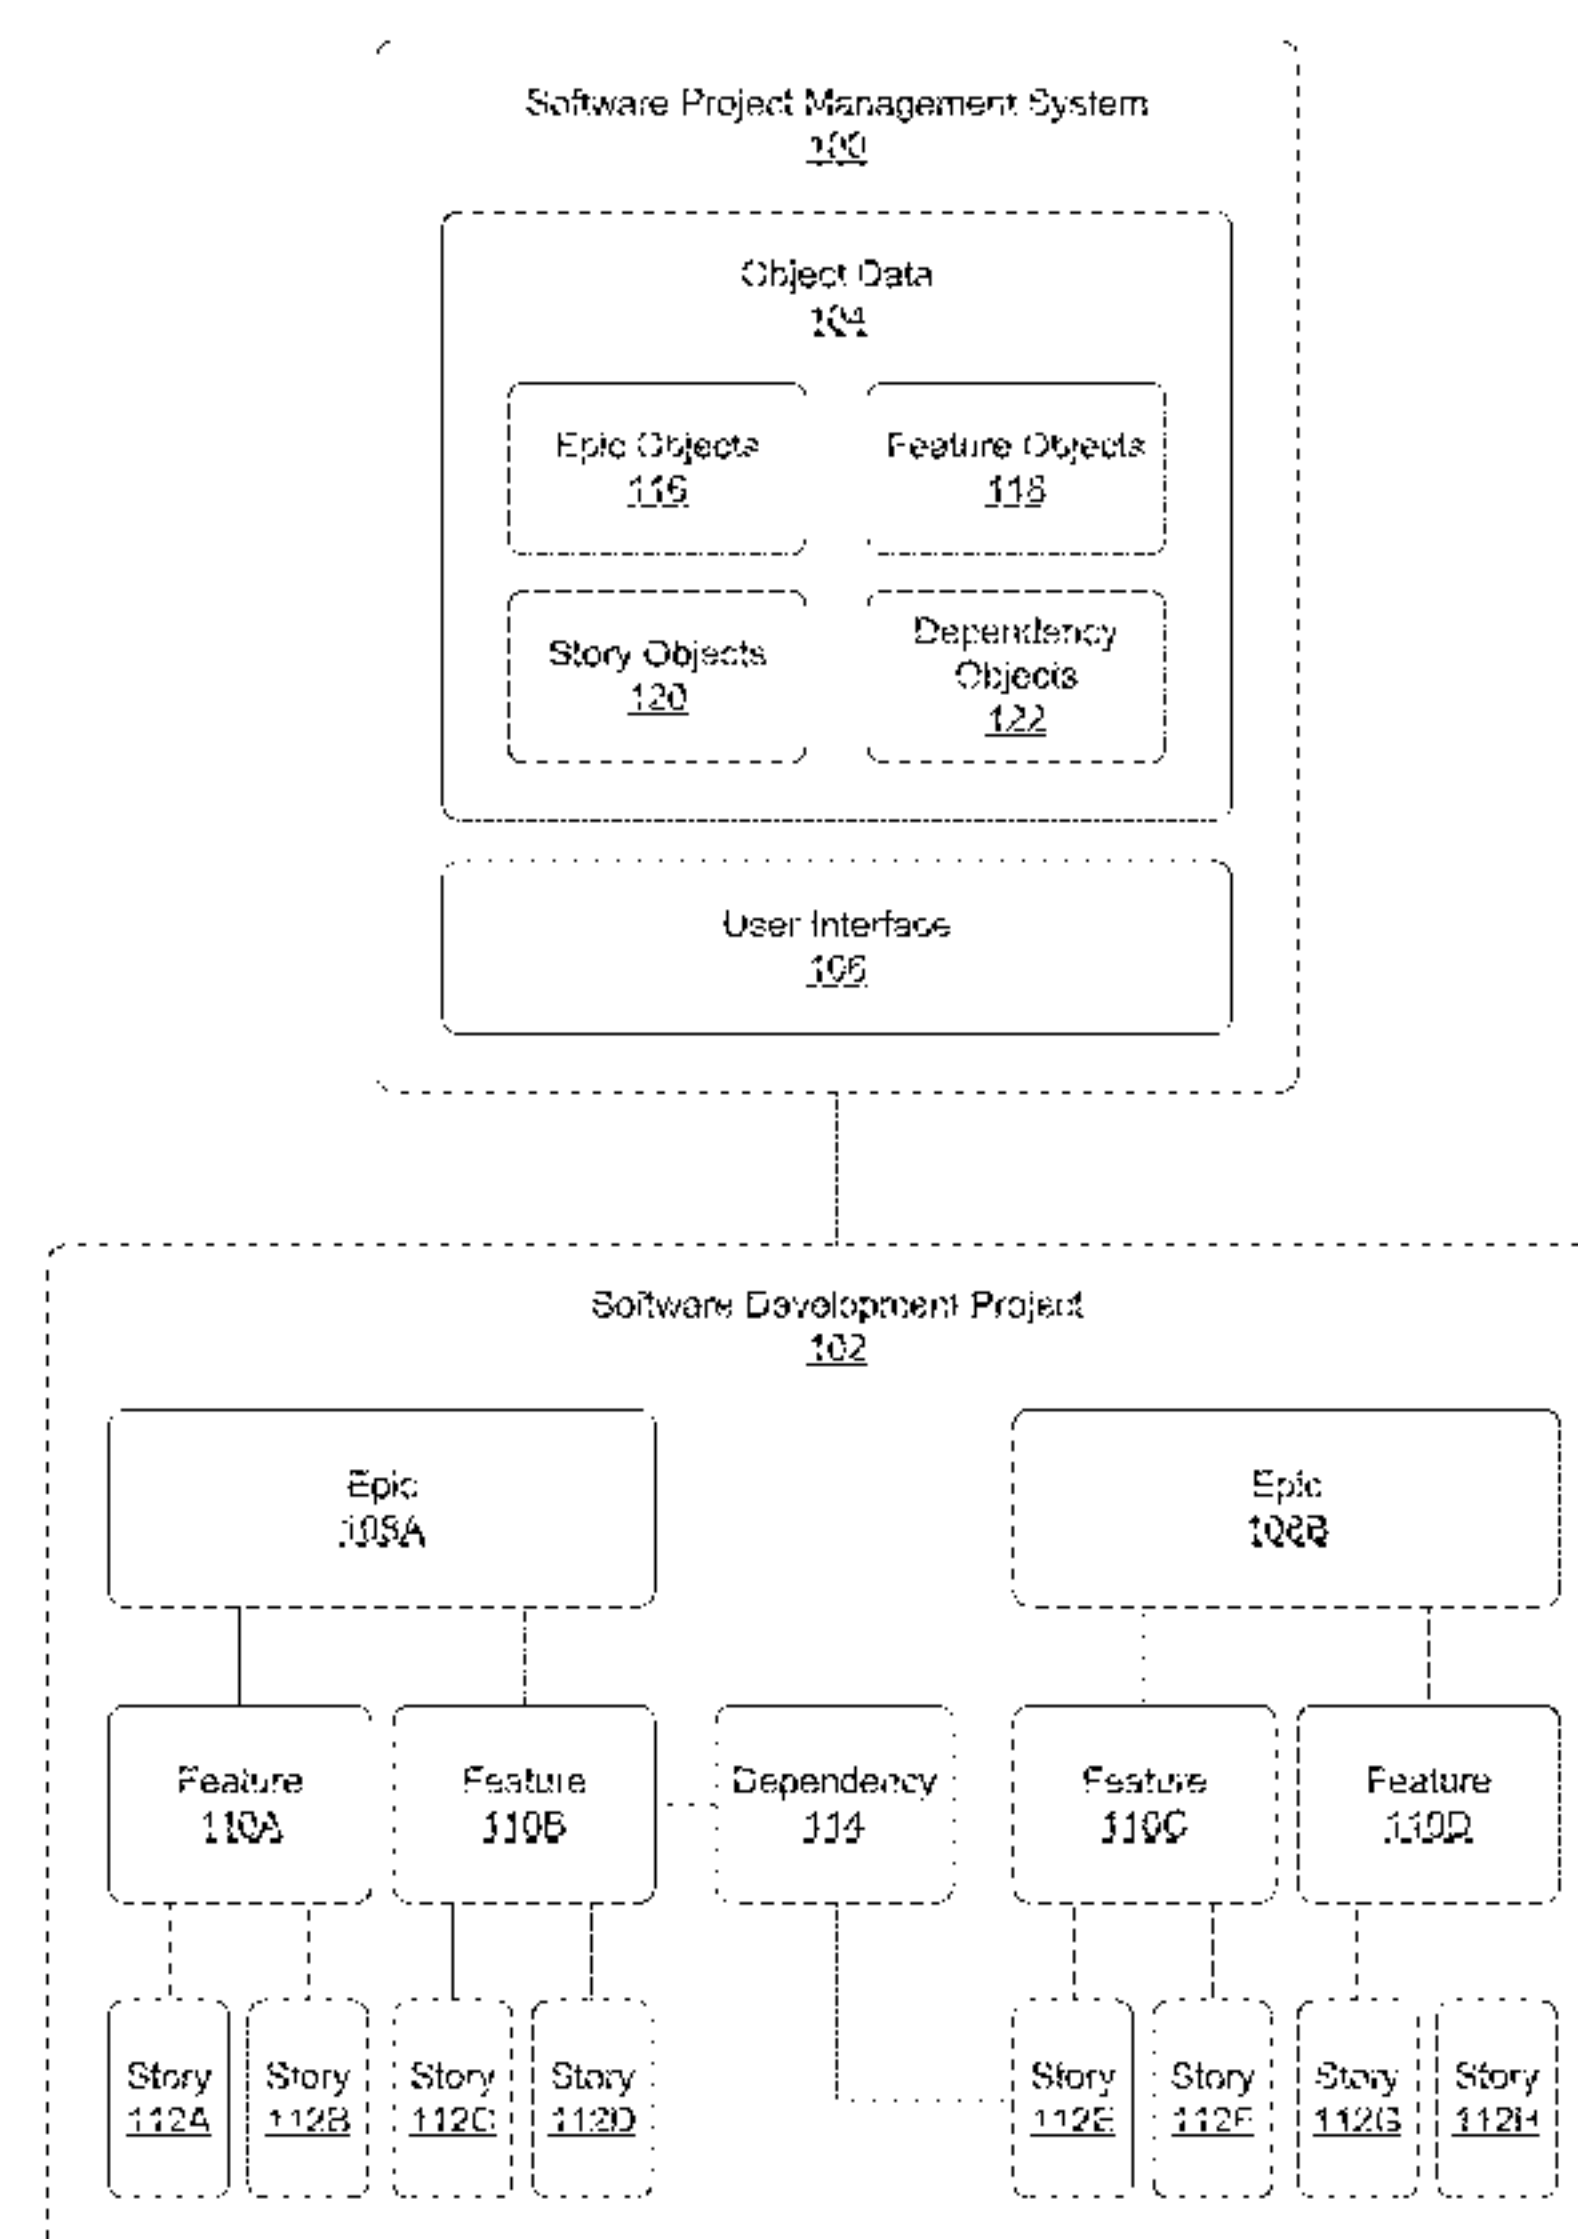 Software Project Management System
100
Object Data
104
Epic Objects
116
Feature Objects
118
Story Objects
120
Dependency
Objects
122
User Interface
106
Software Development Project
102
Epic
108A
Epic
108B
Feature
110A
Feature
110B
Dependency
114
Feature
110C
Feature
110D
Story
112A
Story
112B
Story
112C
Story
112D
Story
112E
Story
112F
Story
112G
Story
112H